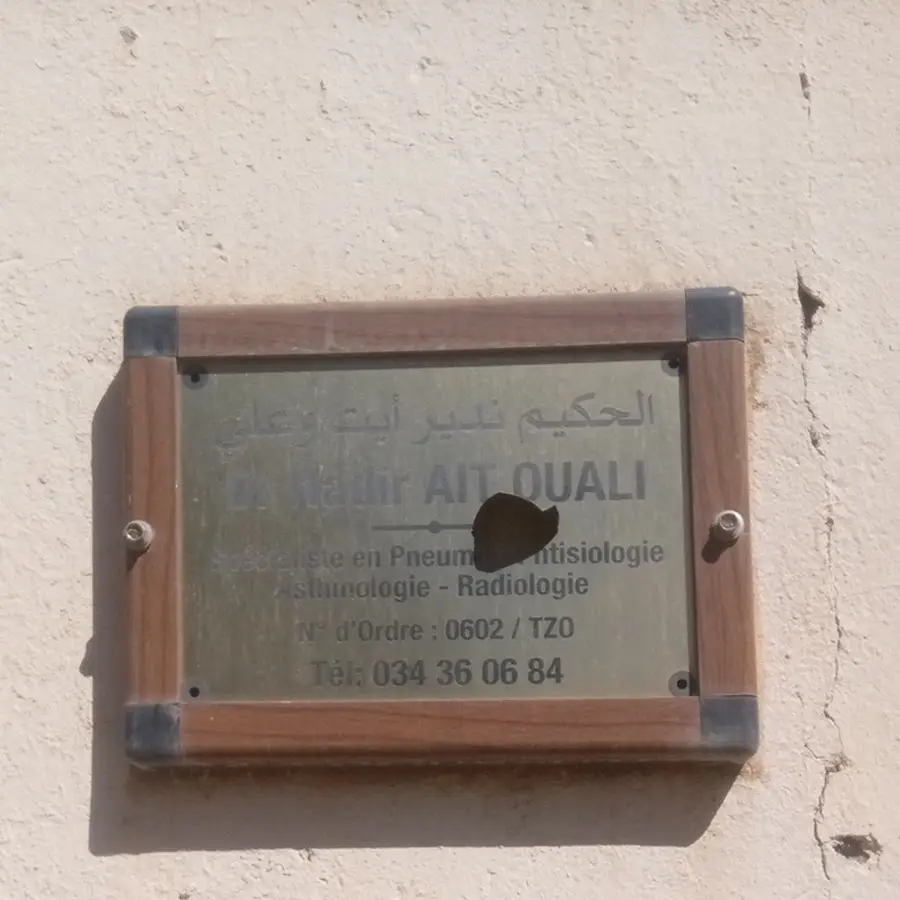 الحكيم نذير أيت وعلي
Dr Nadir AIT OUALI
Spécialiste en Phtisiologie
Asthmologie - Radiologie
N° d'Ordre : 0602 / TZO
Tél: 034 36 06 84